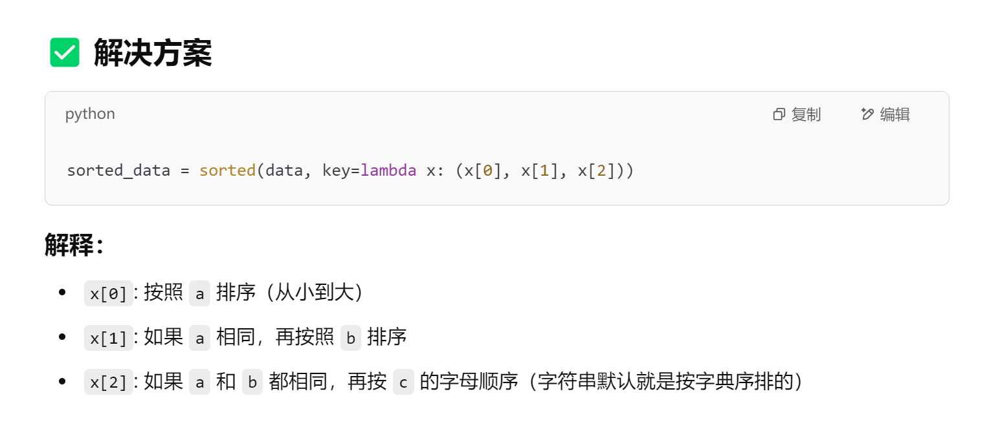 ✅ 解决方案
python 复制 编辑
sorted_data = sorted(data, key=lambda x: (x[0], x[1], x[2]))
解释：
• x[0]: 按照 a 排序（从小到大）
• x[1]: 如果 a 相同，再按照 b 排序
• x[2]: 如果 a 和 b 都相同，再按 c 的字母顺序（字符串默认就是按字典序排的）